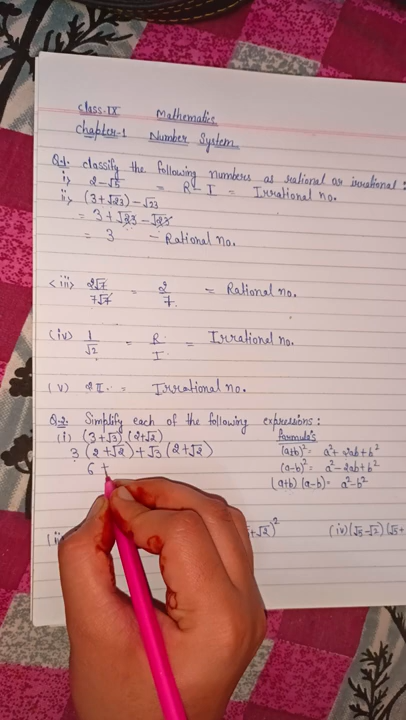 Class-IX Mathematics
Chapter-1 Number System
Q-1. Classify the following numbers as rational or irrational :
i) 2-√5 = R-I = Irrational no.
ii) (3+√23)-√23
= 3+√23-√23
= 3 - Rational no.
(iii) 2√7/7√7 = 2/7 = Rational no.
(iv) 1/√2 = R/I = Irrational no.
(v) 2π = Irrational no.
Q-2. Simplify each of the following expressions :
(i) (3+√3)(2+√2) formula's
3(2+√2)+√3(2+√2) (a+b)² = a²+2ab+b²
6+ (a-b)² = a²-2ab+b²
(a+b)(a-b) = a²-b²
+√2)² (iv) (√5-√2)(√5+